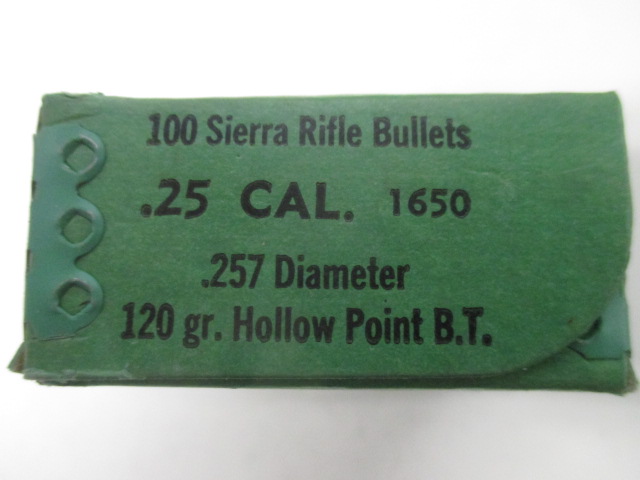 100 Sierra Rifle Bullets
.25 CAL. 1650
.257 Diameter
120 gr. Hollow Point B.T.